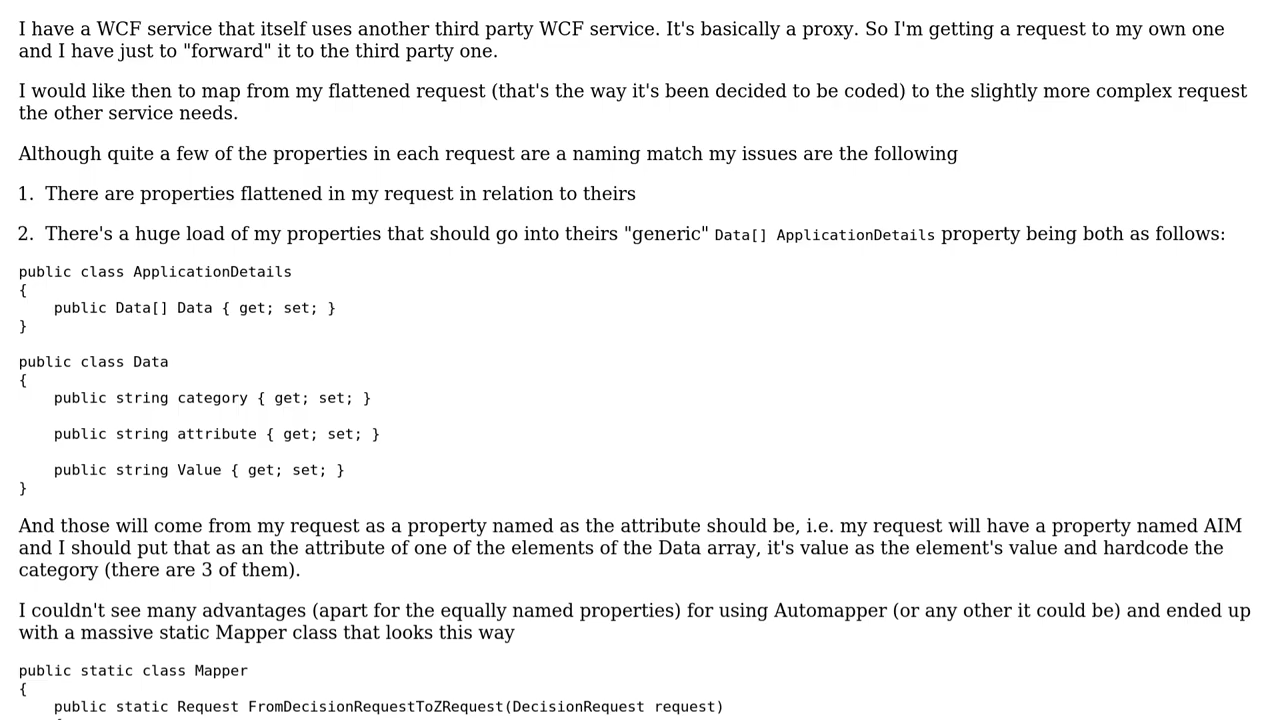 I have a WCF service that itself uses another third party WCF service. It's basically a proxy. So I'm getting a request to my own one
and I have just to "forward" it to the third party one.
I would like then to map from my flattened request (that's the way it's been decided to be coded) to the slightly more complex request
the other service needs.
Although quite a few of the properties in each request are a naming match my issues are the following
1. There are properties flattened in my request in relation to theirs
2. There's a huge load of my properties that should go into theirs "generic" Data[] ApplicationDetails property being both as follows:
public class ApplicationDetails
{
    public Data[] Data { get; set; }
}
public class Data
{
    public string category { get; set; }
    public string attribute { get; set; }
    public string Value { get; set; }
}
And those will come from my request as a property named as the attribute should be, i.e. my request will have a property named AIM
and I should put that as an the attribute of one of the elements of the Data array, it's value as the element's value and hardcode the
category (there are 3 of them).
I couldn't see many advantages (apart for the equally named properties) for using Automapper (or any other it could be) and ended up
with a massive static Mapper class that looks this way
public static class Mapper
{
    public static Request FromDecisionRequestToZRequest(DecisionRequest request)